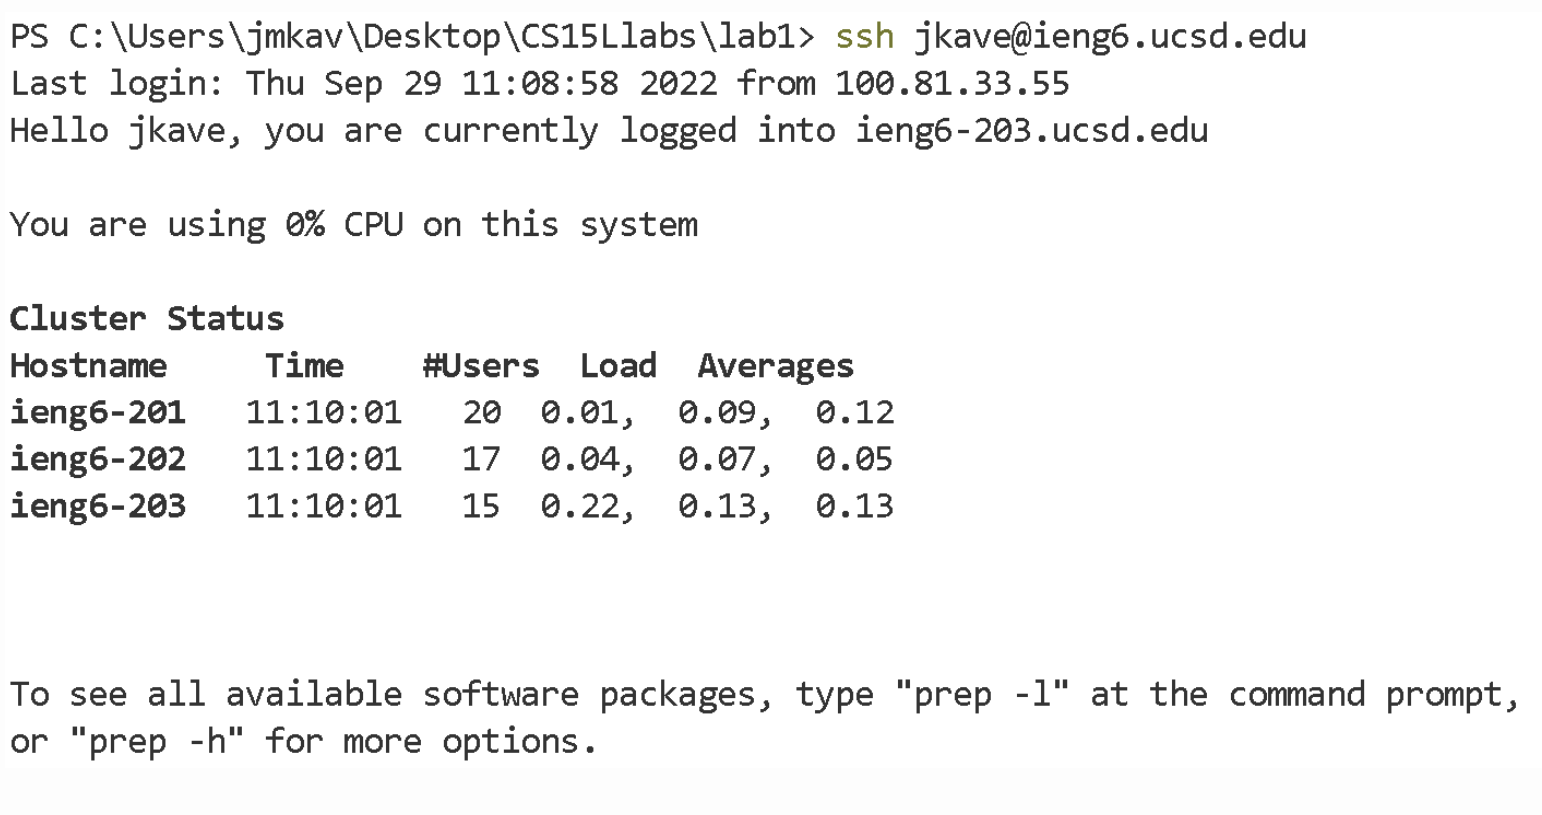 PS C:\Users\jmkav\Desktop\CS15Llabs\lab1> ssh jkave@ieng6.ucsd.edu
Last login: Thu Sep 29 11:08:58 2022 from 100.81.33.55
Hello jkave, you are currently logged into ieng6-203.ucsd.edu
You are using 0% CPU on this system
Cluster Status
Hostname     Time    #Users  Load  Averages
ieng6-201   11:10:01   20  0.01,  0.09,  0.12
ieng6-202   11:10:01   17  0.04,  0.07,  0.05
ieng6-203   11:10:01   15  0.22,  0.13,  0.13
To see all available software packages, type "prep -l" at the command prompt,
or "prep -h" for more options.